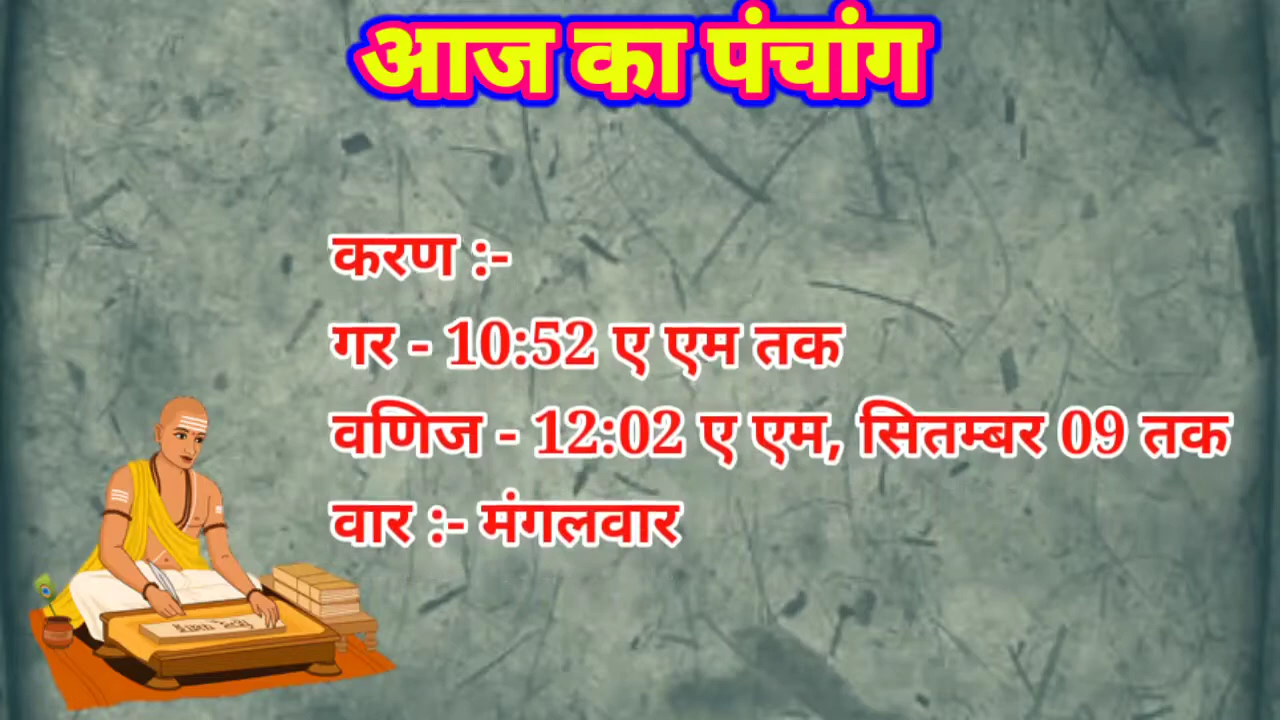 आज का पंचांग
करण :-
गर - 10:52 ए एम तक
वणिज - 12:02 ए एम, सितम्बर 09 तक
वार :- मंगलवार